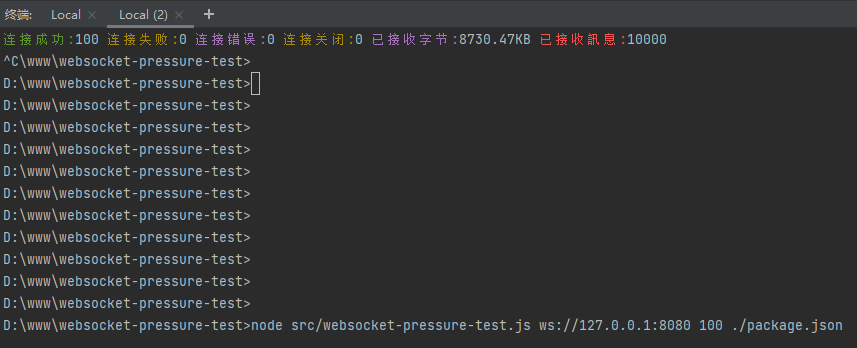 终端: Local × Local (2) × +
连接成功:100 连接失败:0 连接错误:0 连接关闭:0 已接收字节:8730.47KB 已接收訊息:10000
^C\www\websocket-pressure-test>
D:\www\websocket-pressure-test>
D:\www\websocket-pressure-test>
D:\www\websocket-pressure-test>
D:\www\websocket-pressure-test>
D:\www\websocket-pressure-test>
D:\www\websocket-pressure-test>
D:\www\websocket-pressure-test>
D:\www\websocket-pressure-test>
D:\www\websocket-pressure-test>
D:\www\websocket-pressure-test>
D:\www\websocket-pressure-test>
D:\www\websocket-pressure-test>node src/websocket-pressure-test.js ws://127.0.0.1:8080 100 ./package.json